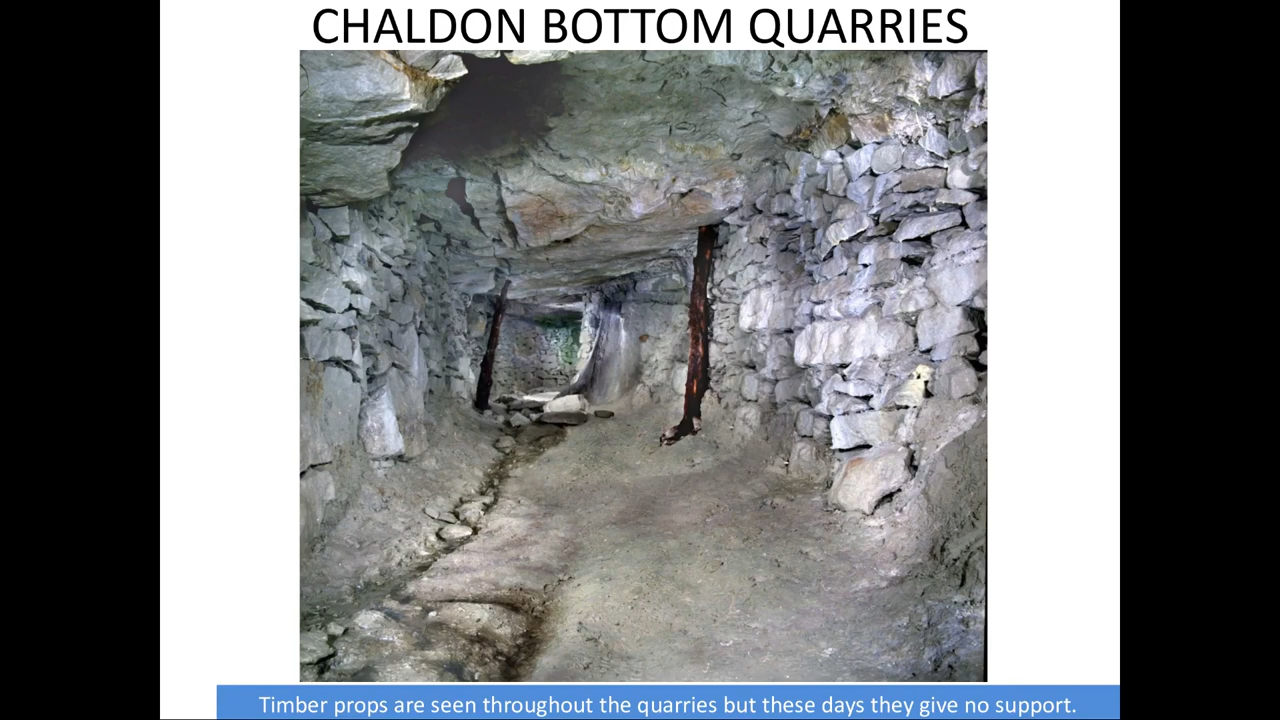 CHALDON BOTTOM QUARRIES
Timber props are seen throughout the quarries but these days they give no support.